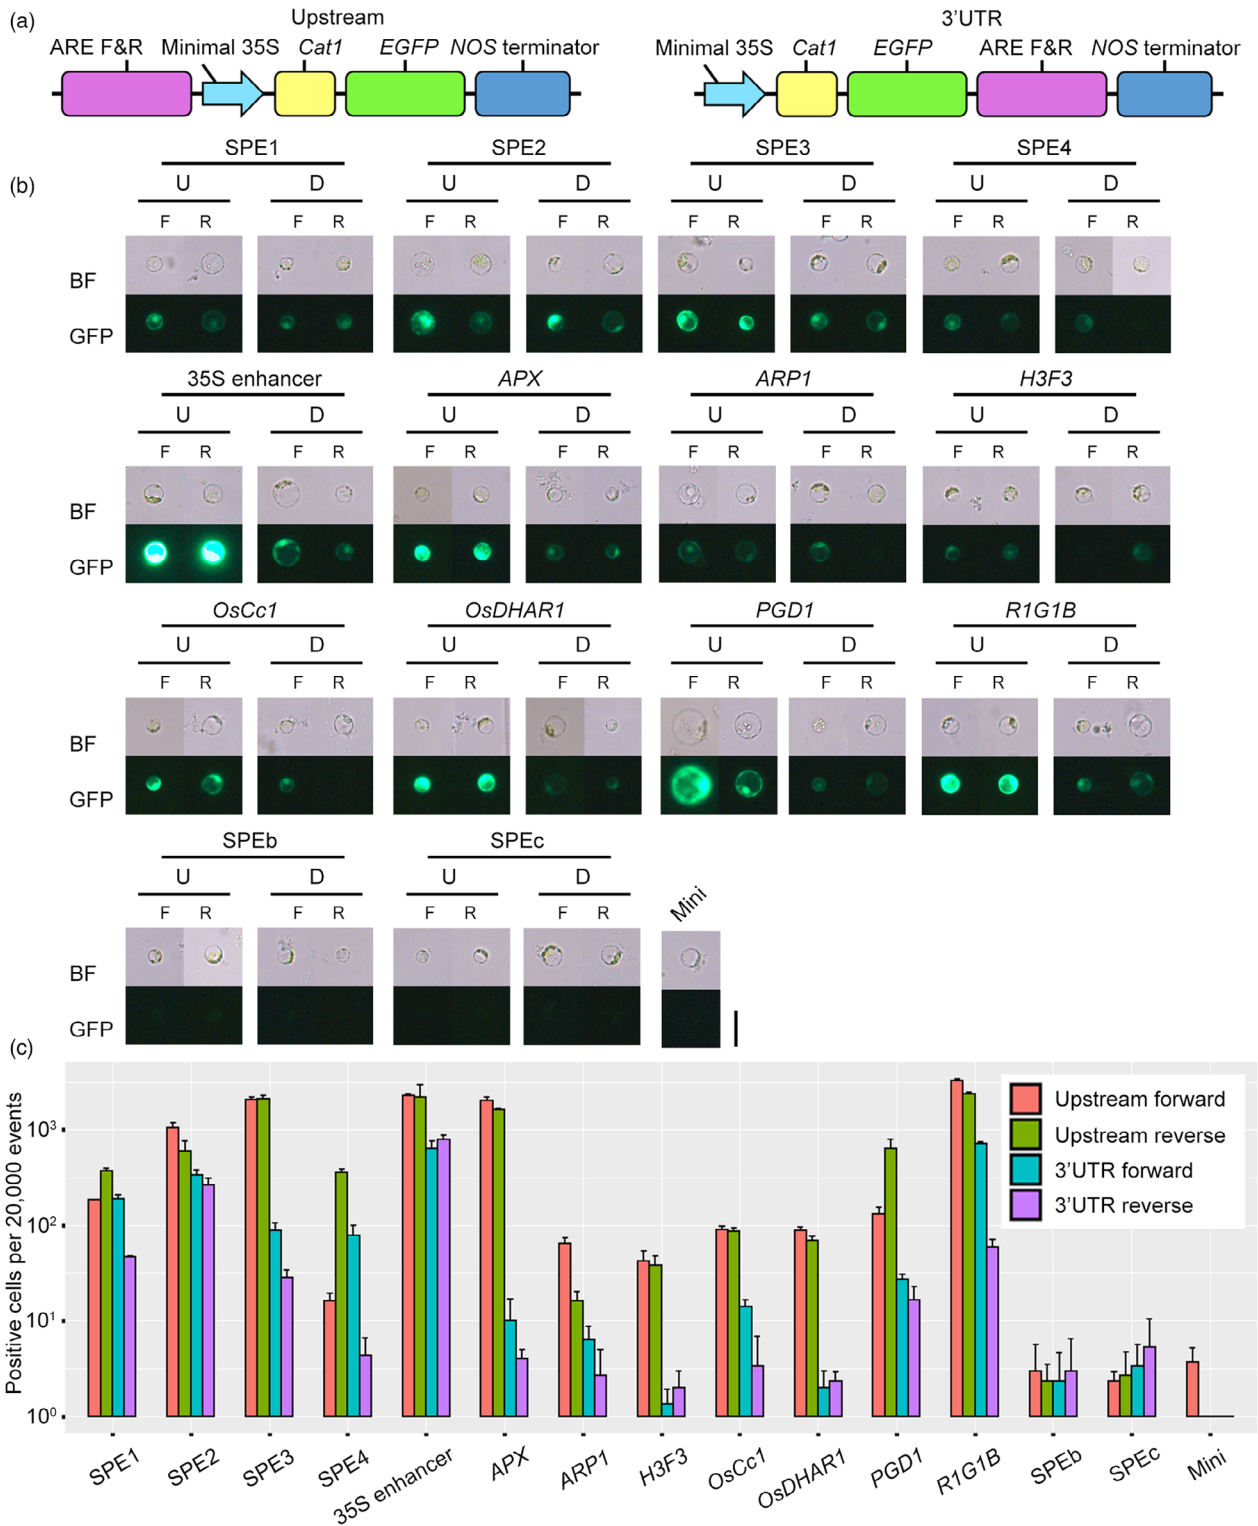 (a)
Upstream
3’UTR
ARE F&R Minimal 35S Cat1 EGFP NOS terminator
Minimal 35S Cat1 EGFP ARE F&R NOS terminator
(b)
SPE1 SPE2 SPE3 SPE4
U D U D U D U D
F R F R F R F R F R F R F R F R
BF
GFP
35S enhancer APX ARP1 H3F3
U D U D U D U D
F R F R F R F R F R F R F R F R
BF
GFP
OsCc1 OsDHAR1 PGD1 R1G1B
U D U D U D U D
F R F R F R F R F R F R F R F R
BF
GFP
SPEb SPEc
U D U D
F R F R F R F R
Mini
BF
GFP
(c)
Positive cells per 20,000 events
10³
10²
10¹
10⁰
Upstream forward
Upstream reverse
3’UTR forward
3’UTR reverse
SPE1 SPE2 SPE3 SPE4 35S enhancer APX ARP1 H3F3 OsCc1 OsDHAR1 PGD1 R1G1B SPEb SPEc Mini